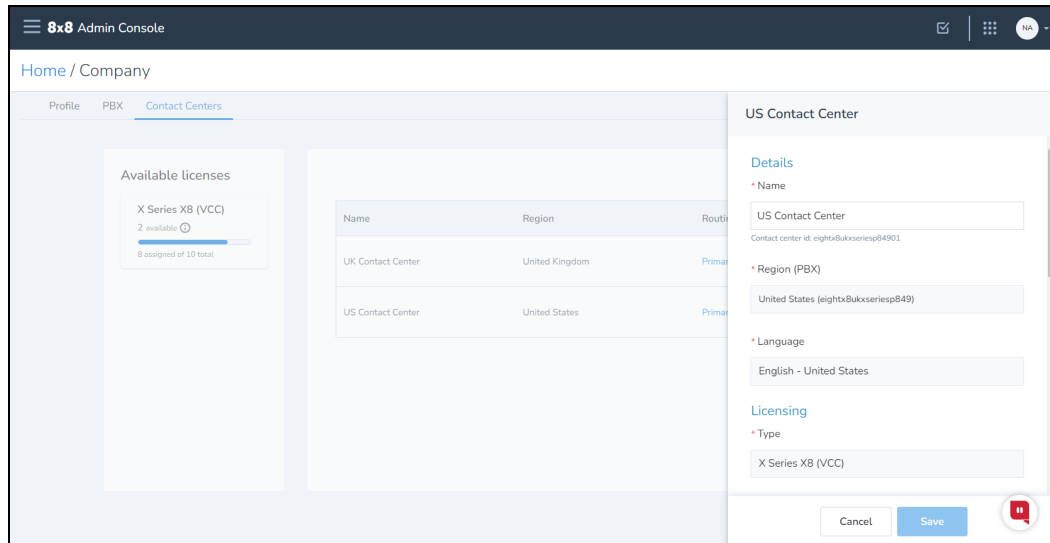 8x8 Admin Console
NA
Home / Company
Profile PBX Contact Centers
Available licenses
X Series X8 (VCC)
2 available
8 assigned of 10 total
Name Region
UK Contact Center United Kingdom
US Contact Center United States
US Contact Center
Details
* Name
US Contact Center
Contact center id: eightx8ukxseriesp84901
* Region (PBX)
United States (eightx8ukxseriesp849)
* Language
English - United States
Licensing
* Type
X Series X8 (VCC)
Cancel Save